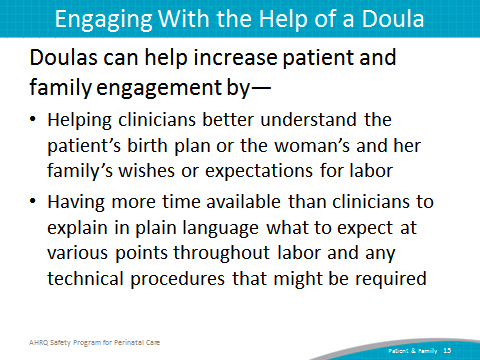 Engaging With the Help of a Doula
Doulas can help increase patient and
family engagement by—
• Helping clinicians better understand the
patient's birth plan or the woman's and her
family's wishes or expectations for labor
• Having more time available than clinicians to
explain in plain language what to expect at
various points throughout labor and any
technical procedures that might be required
AHRQ Safety Program for Perinatal Care
Patient & Family 15